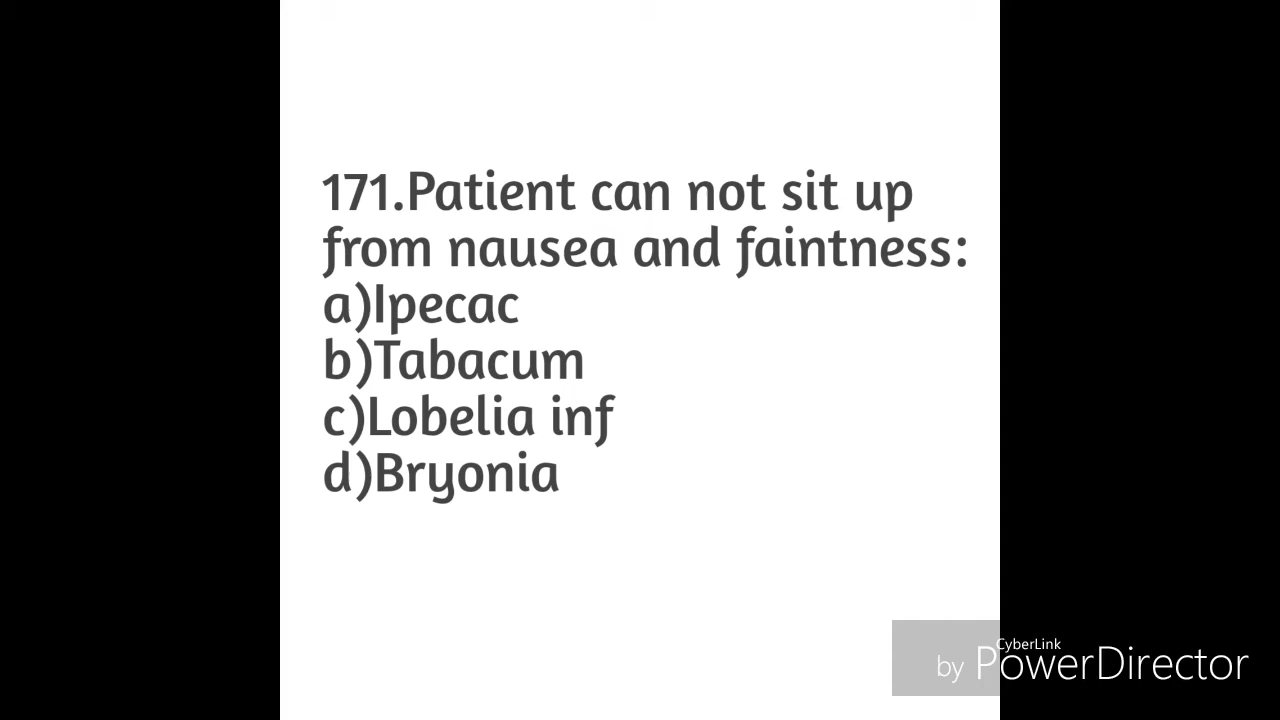 171.Patient can not sit up
from nausea and faintness:
a)Ipecac
b)Tabacum
c)Lobelia inf
d)Bryonia
CyberLink
by PowerDirector